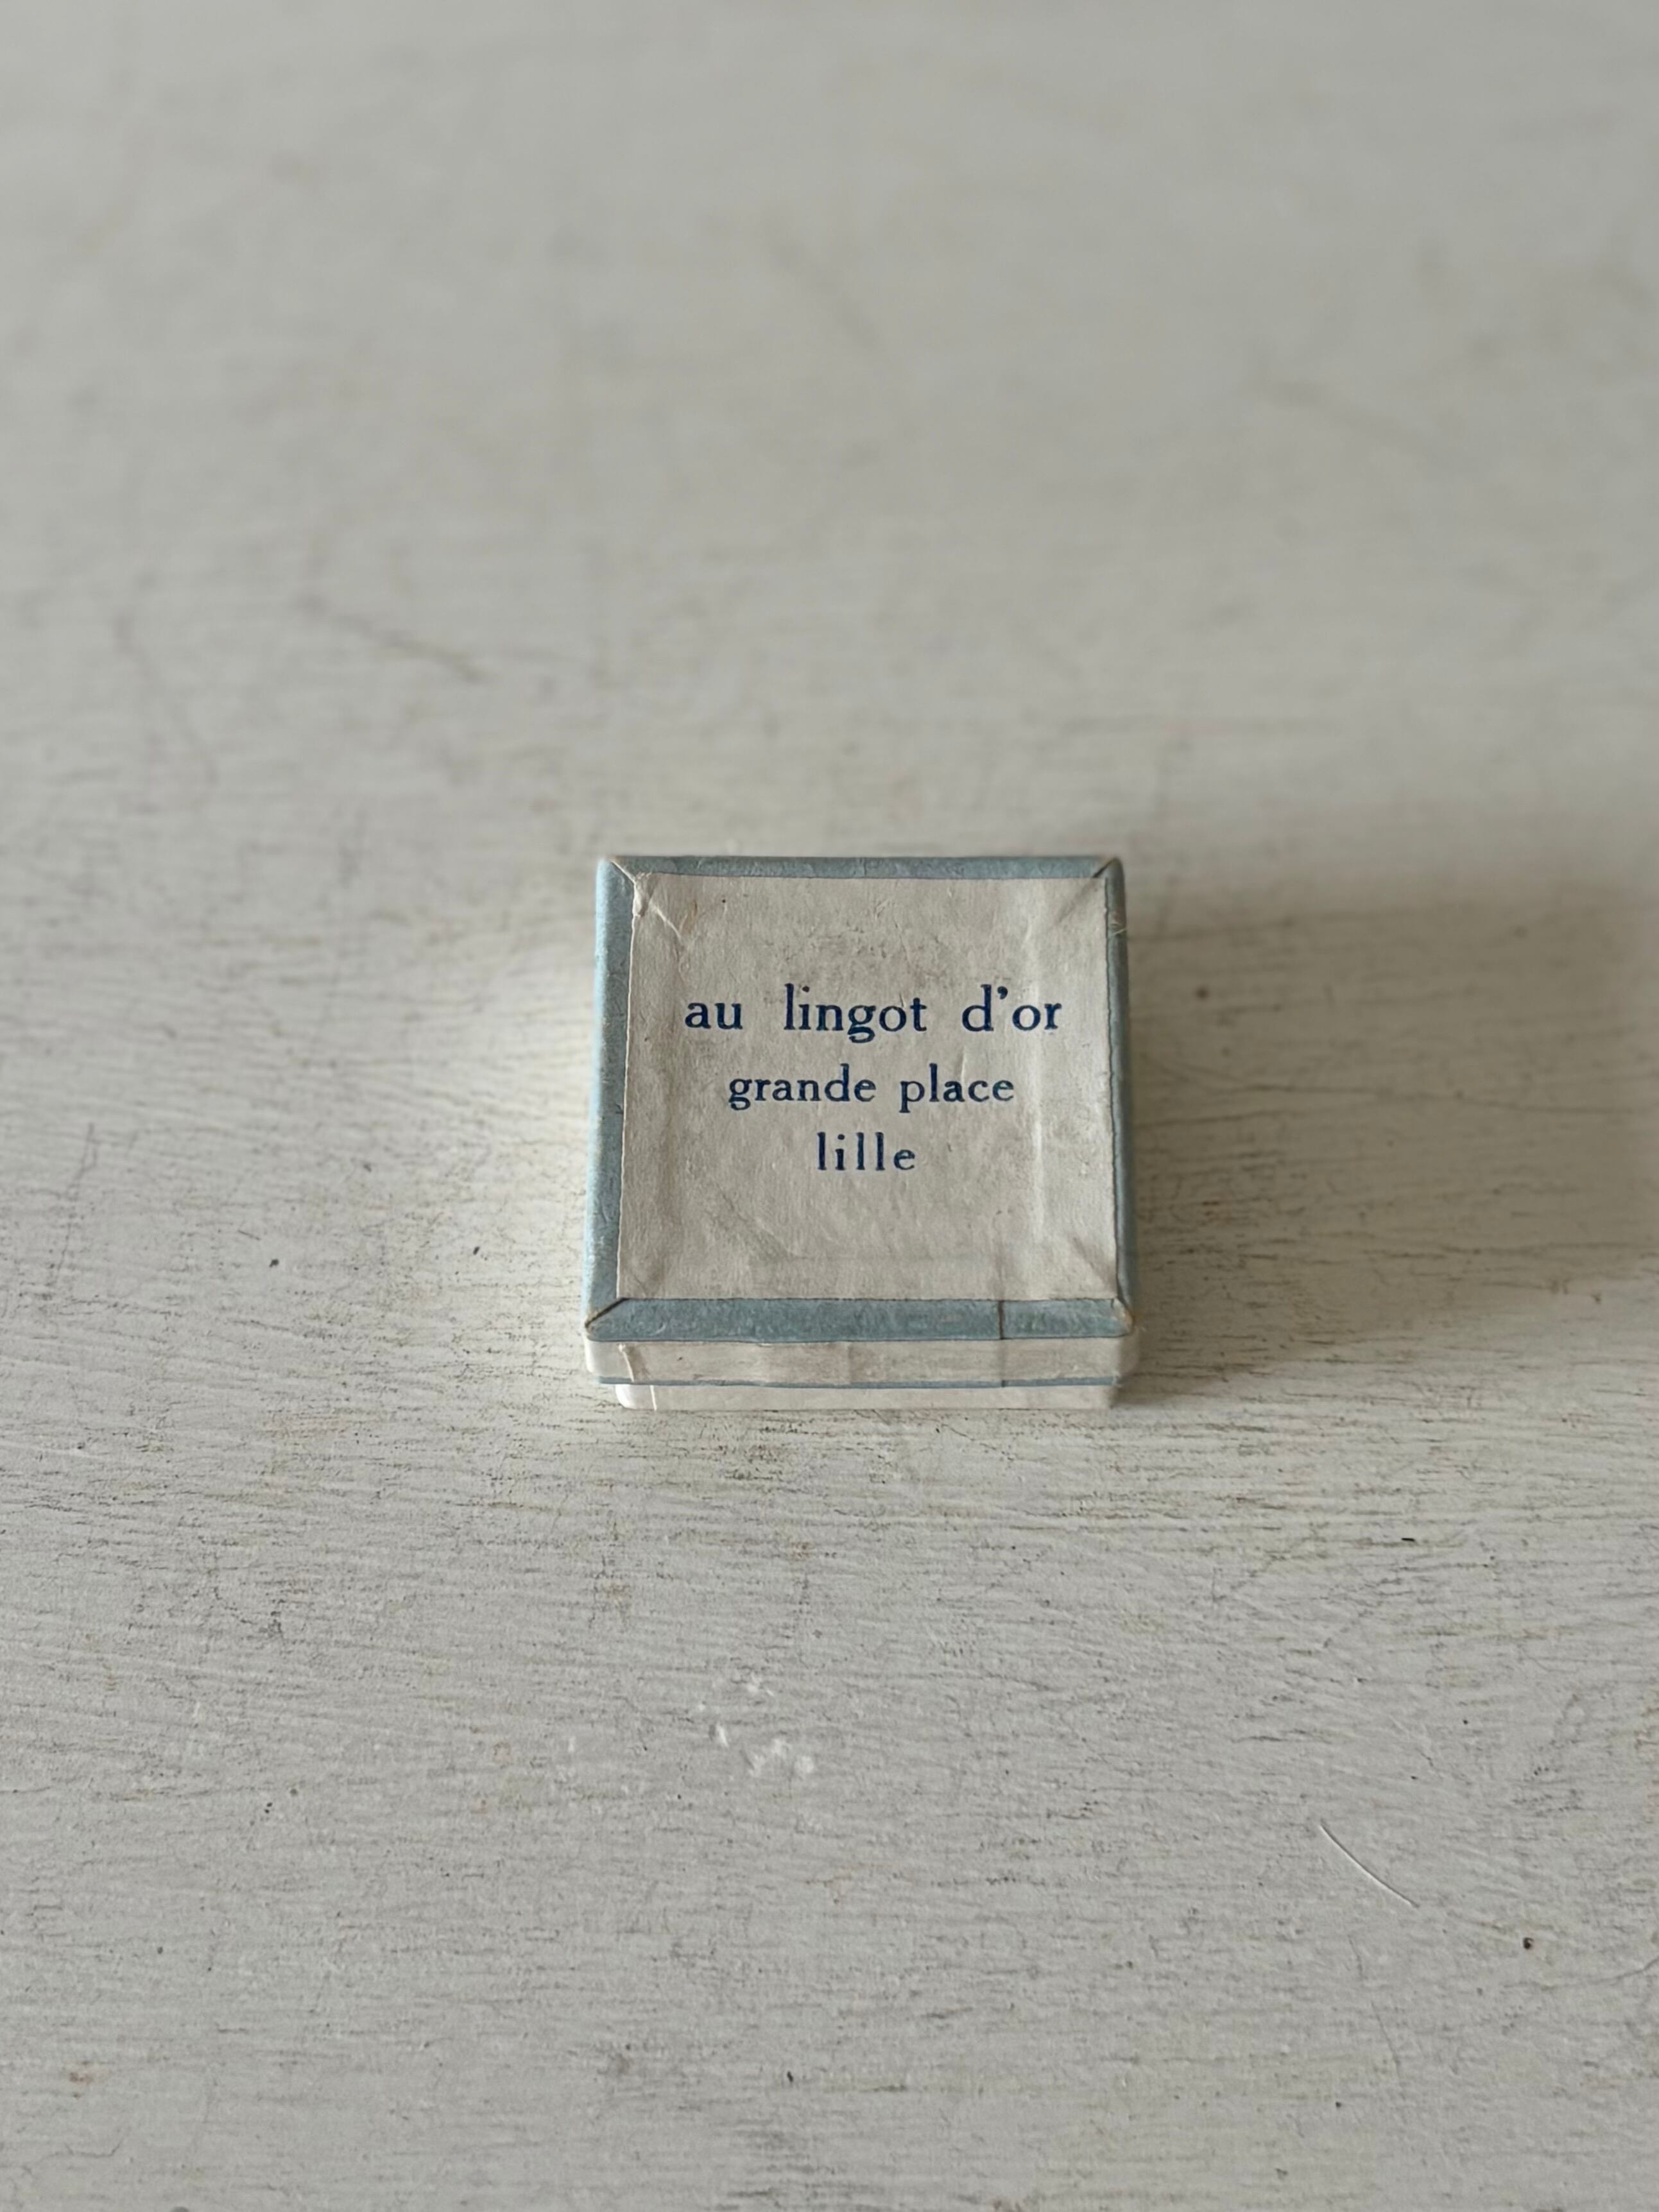 au lingot d'or
grande place
lille